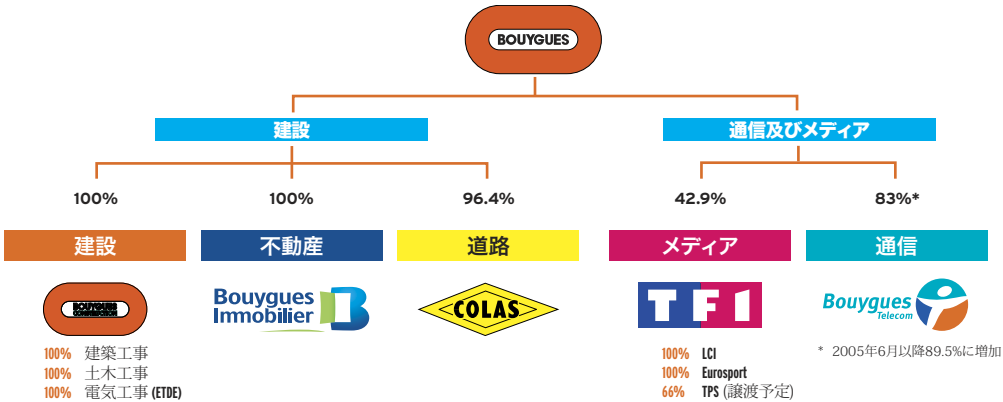 BOUYGUES
建設
通信及びメディア
100%
100%
96.4%
42.9%
83%*
建設
不動産
道路
メディア
通信
BOUYGUES
CONSTRUCTION
Bouygues
Immobilier
COLAS
TF1
Bouygues
Telecom
100% 建築工事
100% 土木工事
100% 電気工事 (ETDE)
100% LCI
100% Eurosport
66% TPS (譲渡予定)
* 2005年6月以降89.5%に増加